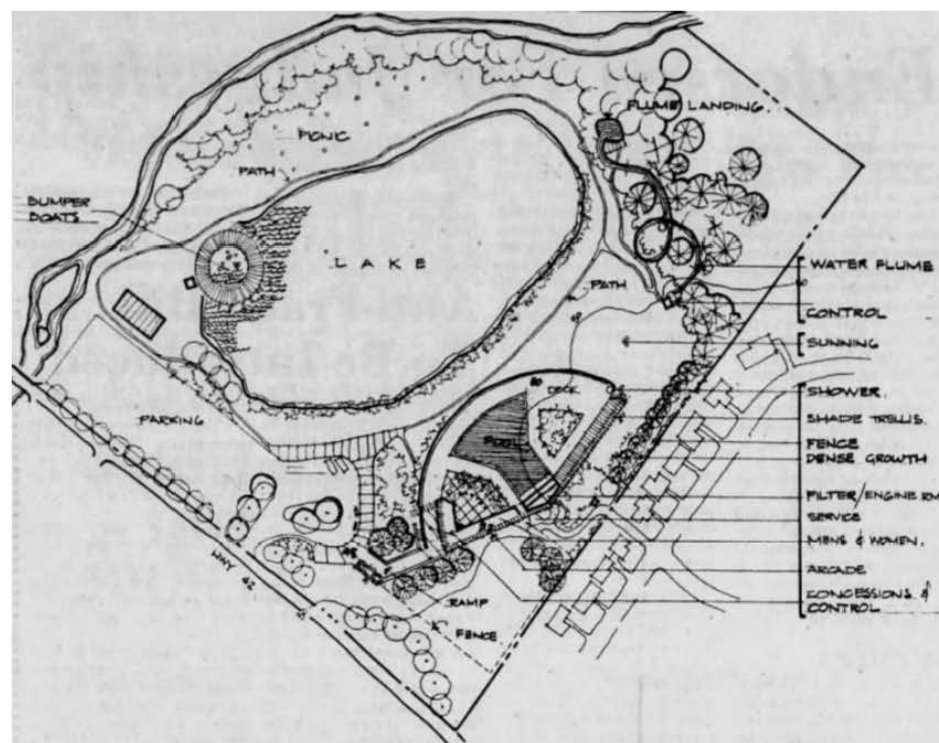 FLUME LANDING
PICNIC
PATH
BUMPER
BOATS
LAKE
PATH
WATER FLUME
CONTROL
SUNNING
DECK
SHOWER.
SHADE TRELLIS.
PARKING
POOL
FENCE
DENSE GROWTH
FILTER/ENGINE RM
SERVICE
MENS & WOMEN.
HWY 42
ARCADE
RAMP
CONCESSIONS &
CONTROL
FENCE